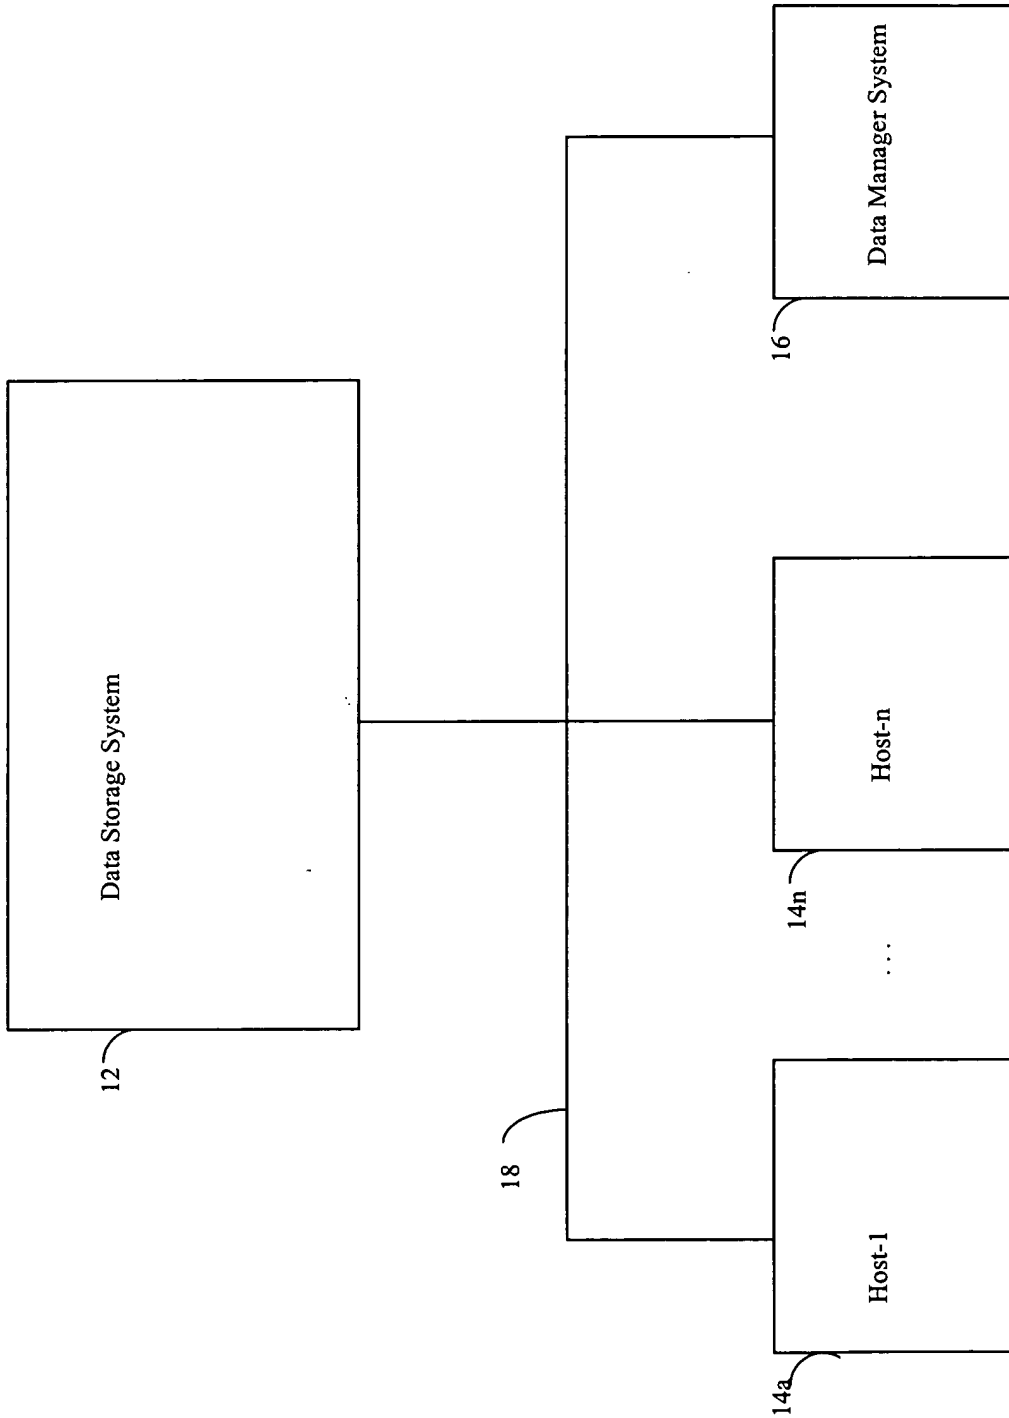 Data Storage System
12
18
Host-1
14a
...
Host-n
14n
Data Manager System
16